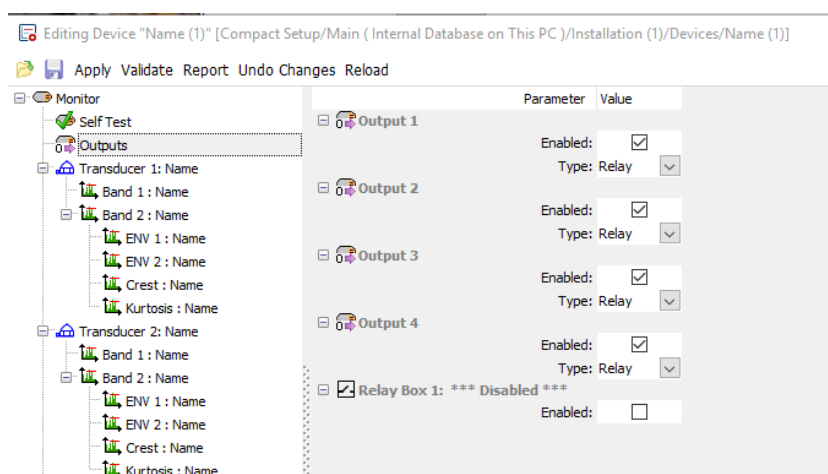 Editing Device "Name (1)" [Compact Setup/Main ( Internal Database on This PC )/Installation (1)/Devices/Name (1)]
Apply Validate Report Undo Changes Reload
Monitor
Self Test
Outputs
Transducer 1: Name
Band 1 : Name
Band 2 : Name
ENV 1 : Name
ENV 2 : Name
Crest : Name
Kurtosis : Name
Transducer 2: Name
Band 1 : Name
Band 2 : Name
ENV 1 : Name
ENV 2 : Name
Crest : Name
Kurtosis : Name
Parameter Value
Output 1
Enabled:
Type: Relay
Output 2
Enabled:
Type: Relay
Output 3
Enabled:
Type: Relay
Output 4
Enabled:
Type: Relay
Relay Box 1: *** Disabled ***
Enabled: